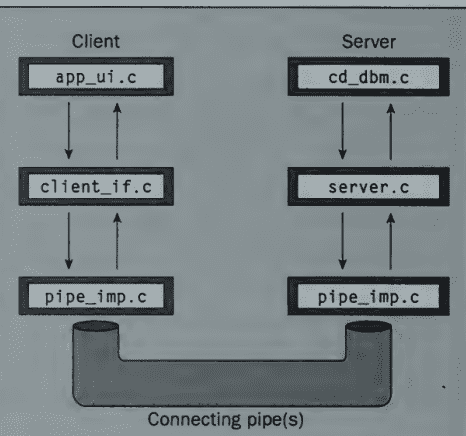 Client
Server
app_ui.c
cd_dbm.c
client_if.c
server.c
pipe_imp.c
pipe_imp.c
Connecting pipe(s)